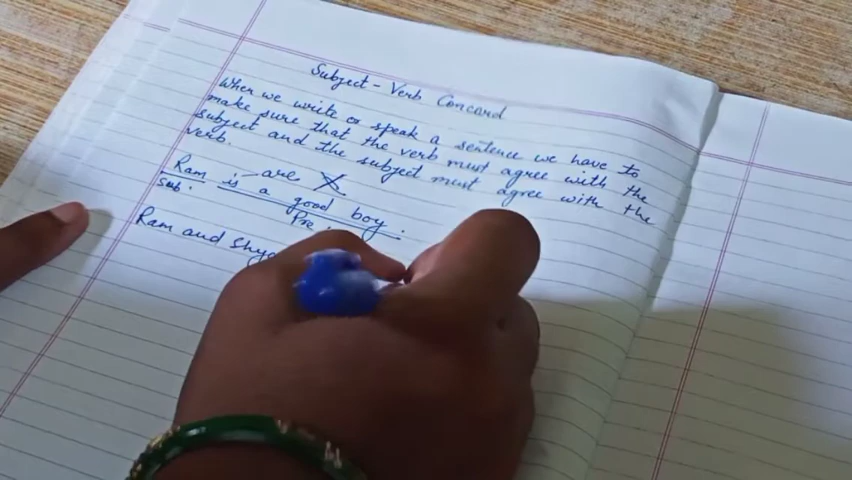 Subject - Verb Concord
When we write or speak a sentence we have to
make sure that the verb must agree with the
subject and the subject must agree with the
verb.
are X
Ram is a good boy.
Sub. Pre
Ram and